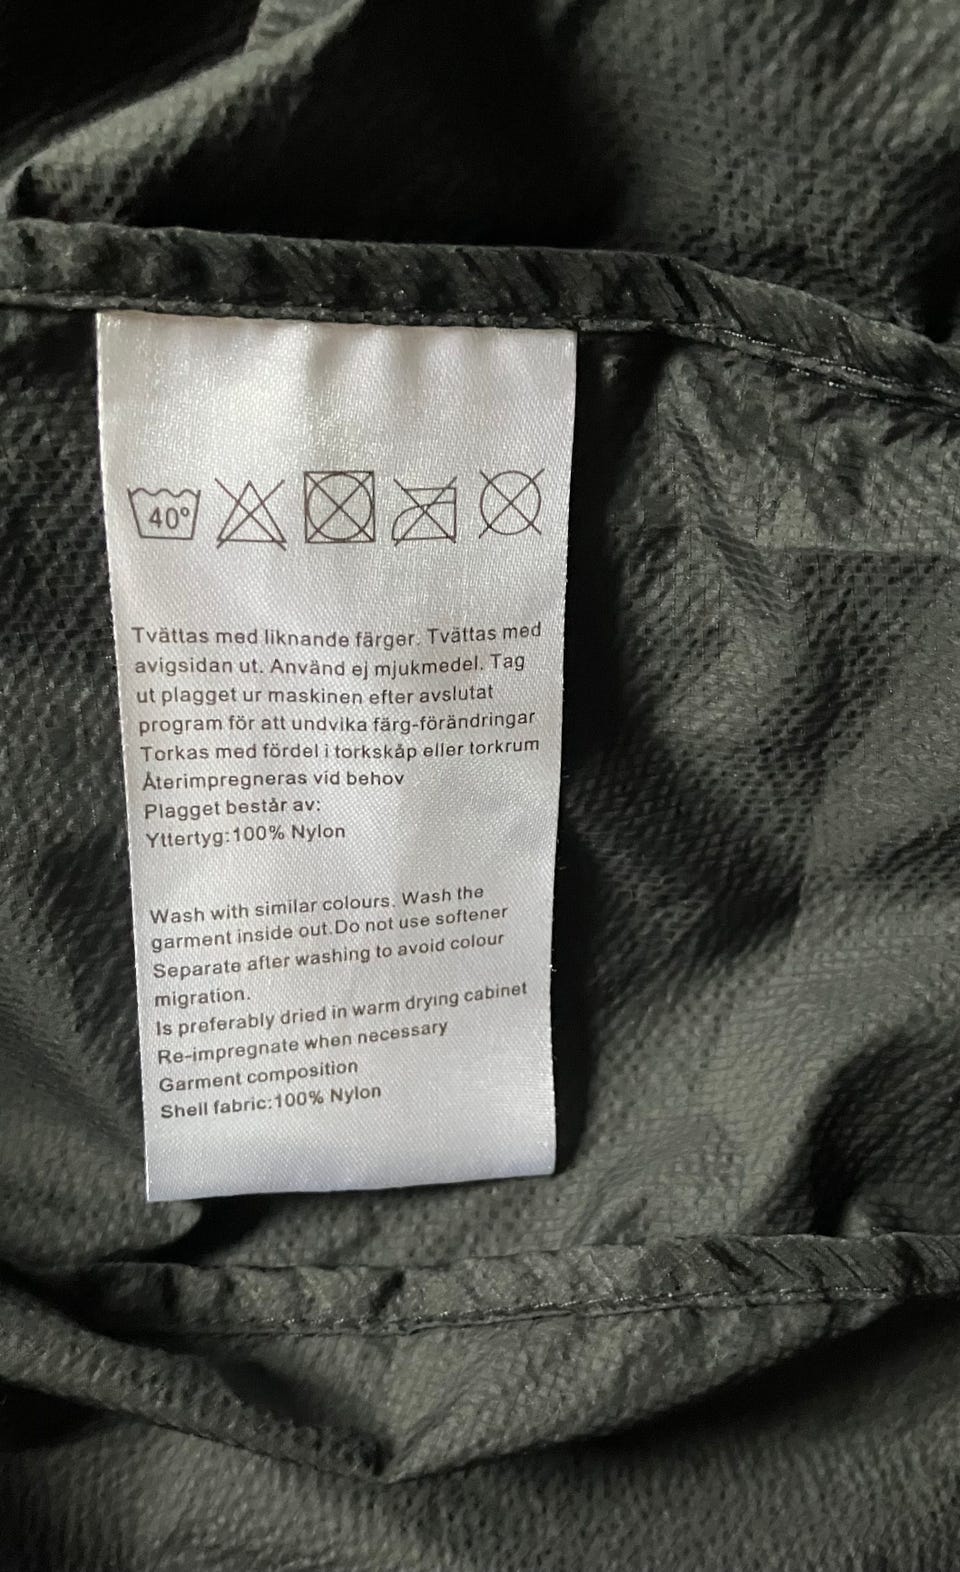 40°
Tvättas med liknande färger. Tvättas med
avigsidan ut. Använd ej mjukmedel. Tag
ut plagget ur maskinen efter avslutat
program för att undvika färg-förändringar
Torkas med fördel i torkskåp eller torkrum
Återimpregneras vid behov
Plagget består av:
Yttertyg:100% Nylon
Wash with similar colours. Wash the
garment inside out.Do not use softener
Separate after washing to avoid colour
migration.
Is preferably dried in warm drying cabinet
Re-impregnate when necessary
Garment composition
Shell fabric:100% Nylon